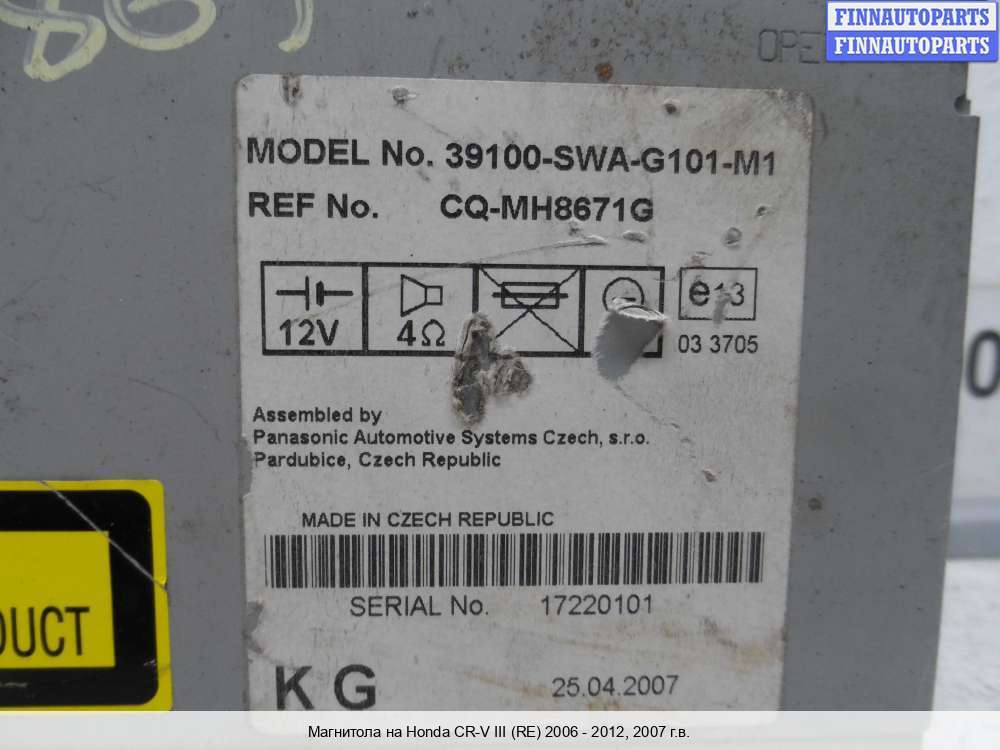 FINNAUTOPARTS
FINNAUTOPARTS
MODEL No. 39100-SWA-G101-M1
REF No. CQ-MH8671G
12V
4Ω
e13
03 3705
Assembled by
Panasonic Automotive Systems Czech, s.r.o.
Pardubice, Czech Republic
MADE IN CZECH REPUBLIC
SERIAL No. 17220101
KG
25.04.2007
Магнитола на Honda CR-V III (RE) 2006 - 2012, 2007 г.в.